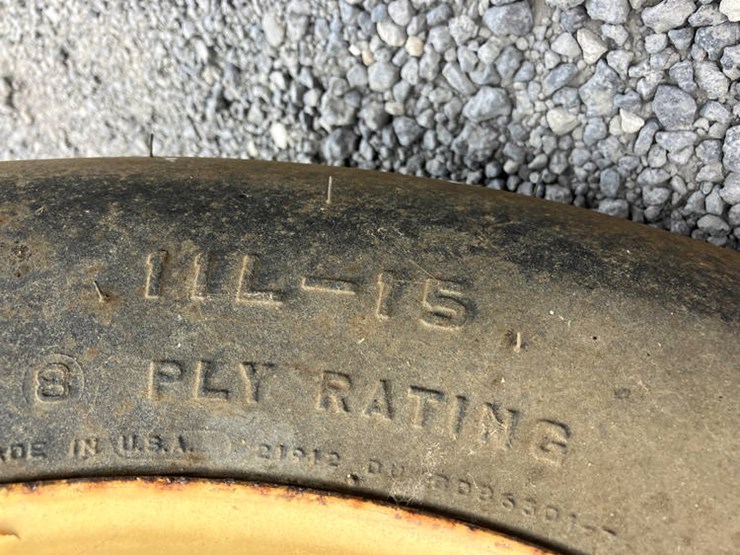 11L-15
8 PLY RATING
IN U.S.A.